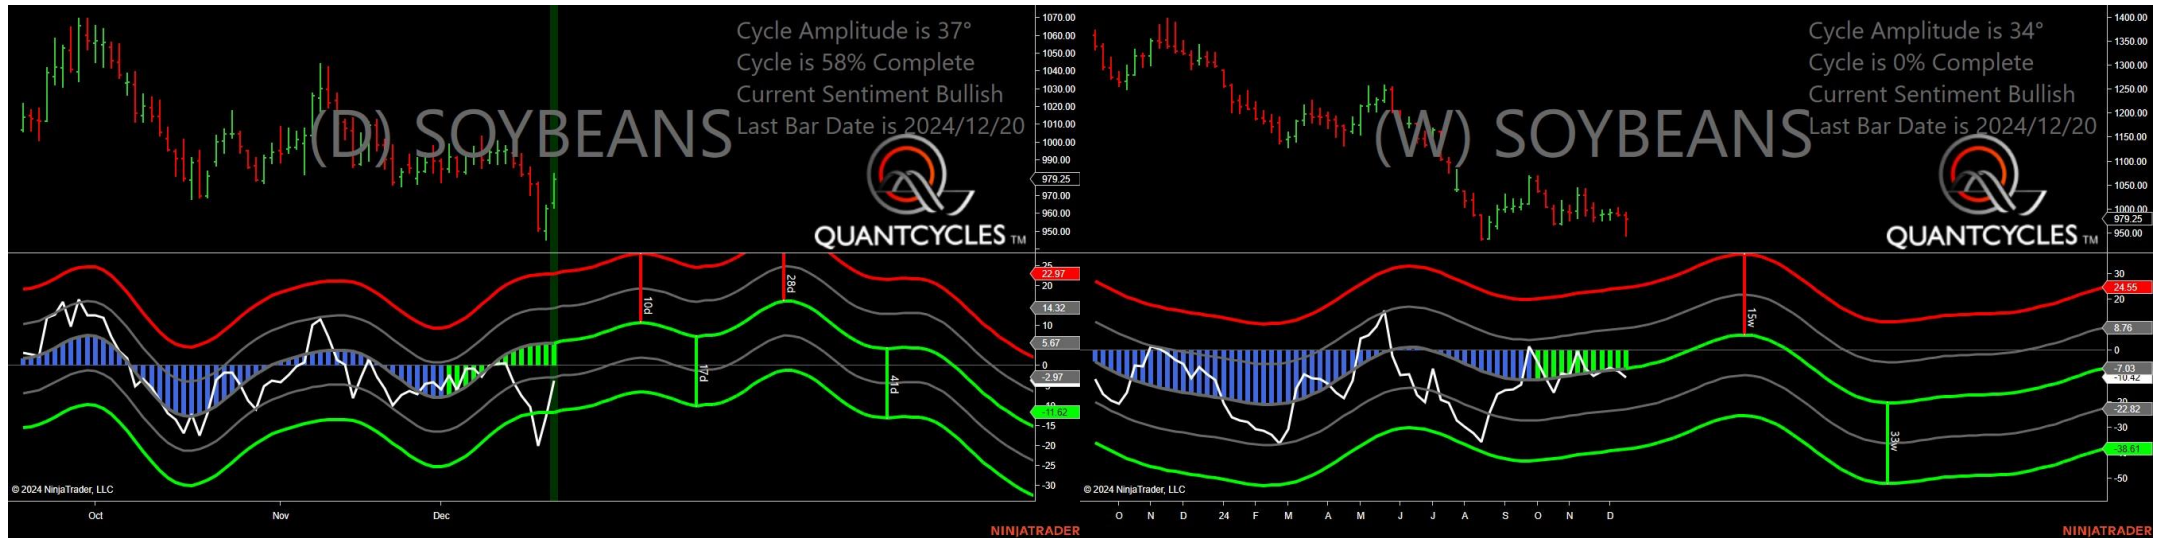 Cycle Amplitude is 37°
Cycle is 58% Complete
Current Sentiment Bullish
Last Bar Date is 2024/12/20
(D) SOYBEANS
QUANTCYCLES TM
1070.00
1060.00
1050.00
1040.00
1030.00
1020.00
1010.00
1000.00
990.00
979.25
970.00
960.00
950.00
10d
17d
28d
41d
25
22.97
20
14.32
10
5.67
0
-2.97
-11.62
-15
-20
-25
-30
© 2024 NinjaTrader, LLC
Oct Nov Dec
NINJATRADER
Cycle Amplitude is 34°
Cycle is 0% Complete
Current Sentiment Bullish
Last Bar Date is 2024/12/20
(W) SOYBEANS
QUANTCYCLES TM
1400.00
1350.00
1300.00
1250.00
1200.00
1150.00
1100.00
1050.00
1000.00
979.25
950.00
15w
33w
30
24.55
20
8.76
0
-7.03
-10.42
-22.82
-30
-38.61
-50
© 2024 NinjaTrader, LLC
O N D 24 F M A M J J A S O N D
NINJATRADER